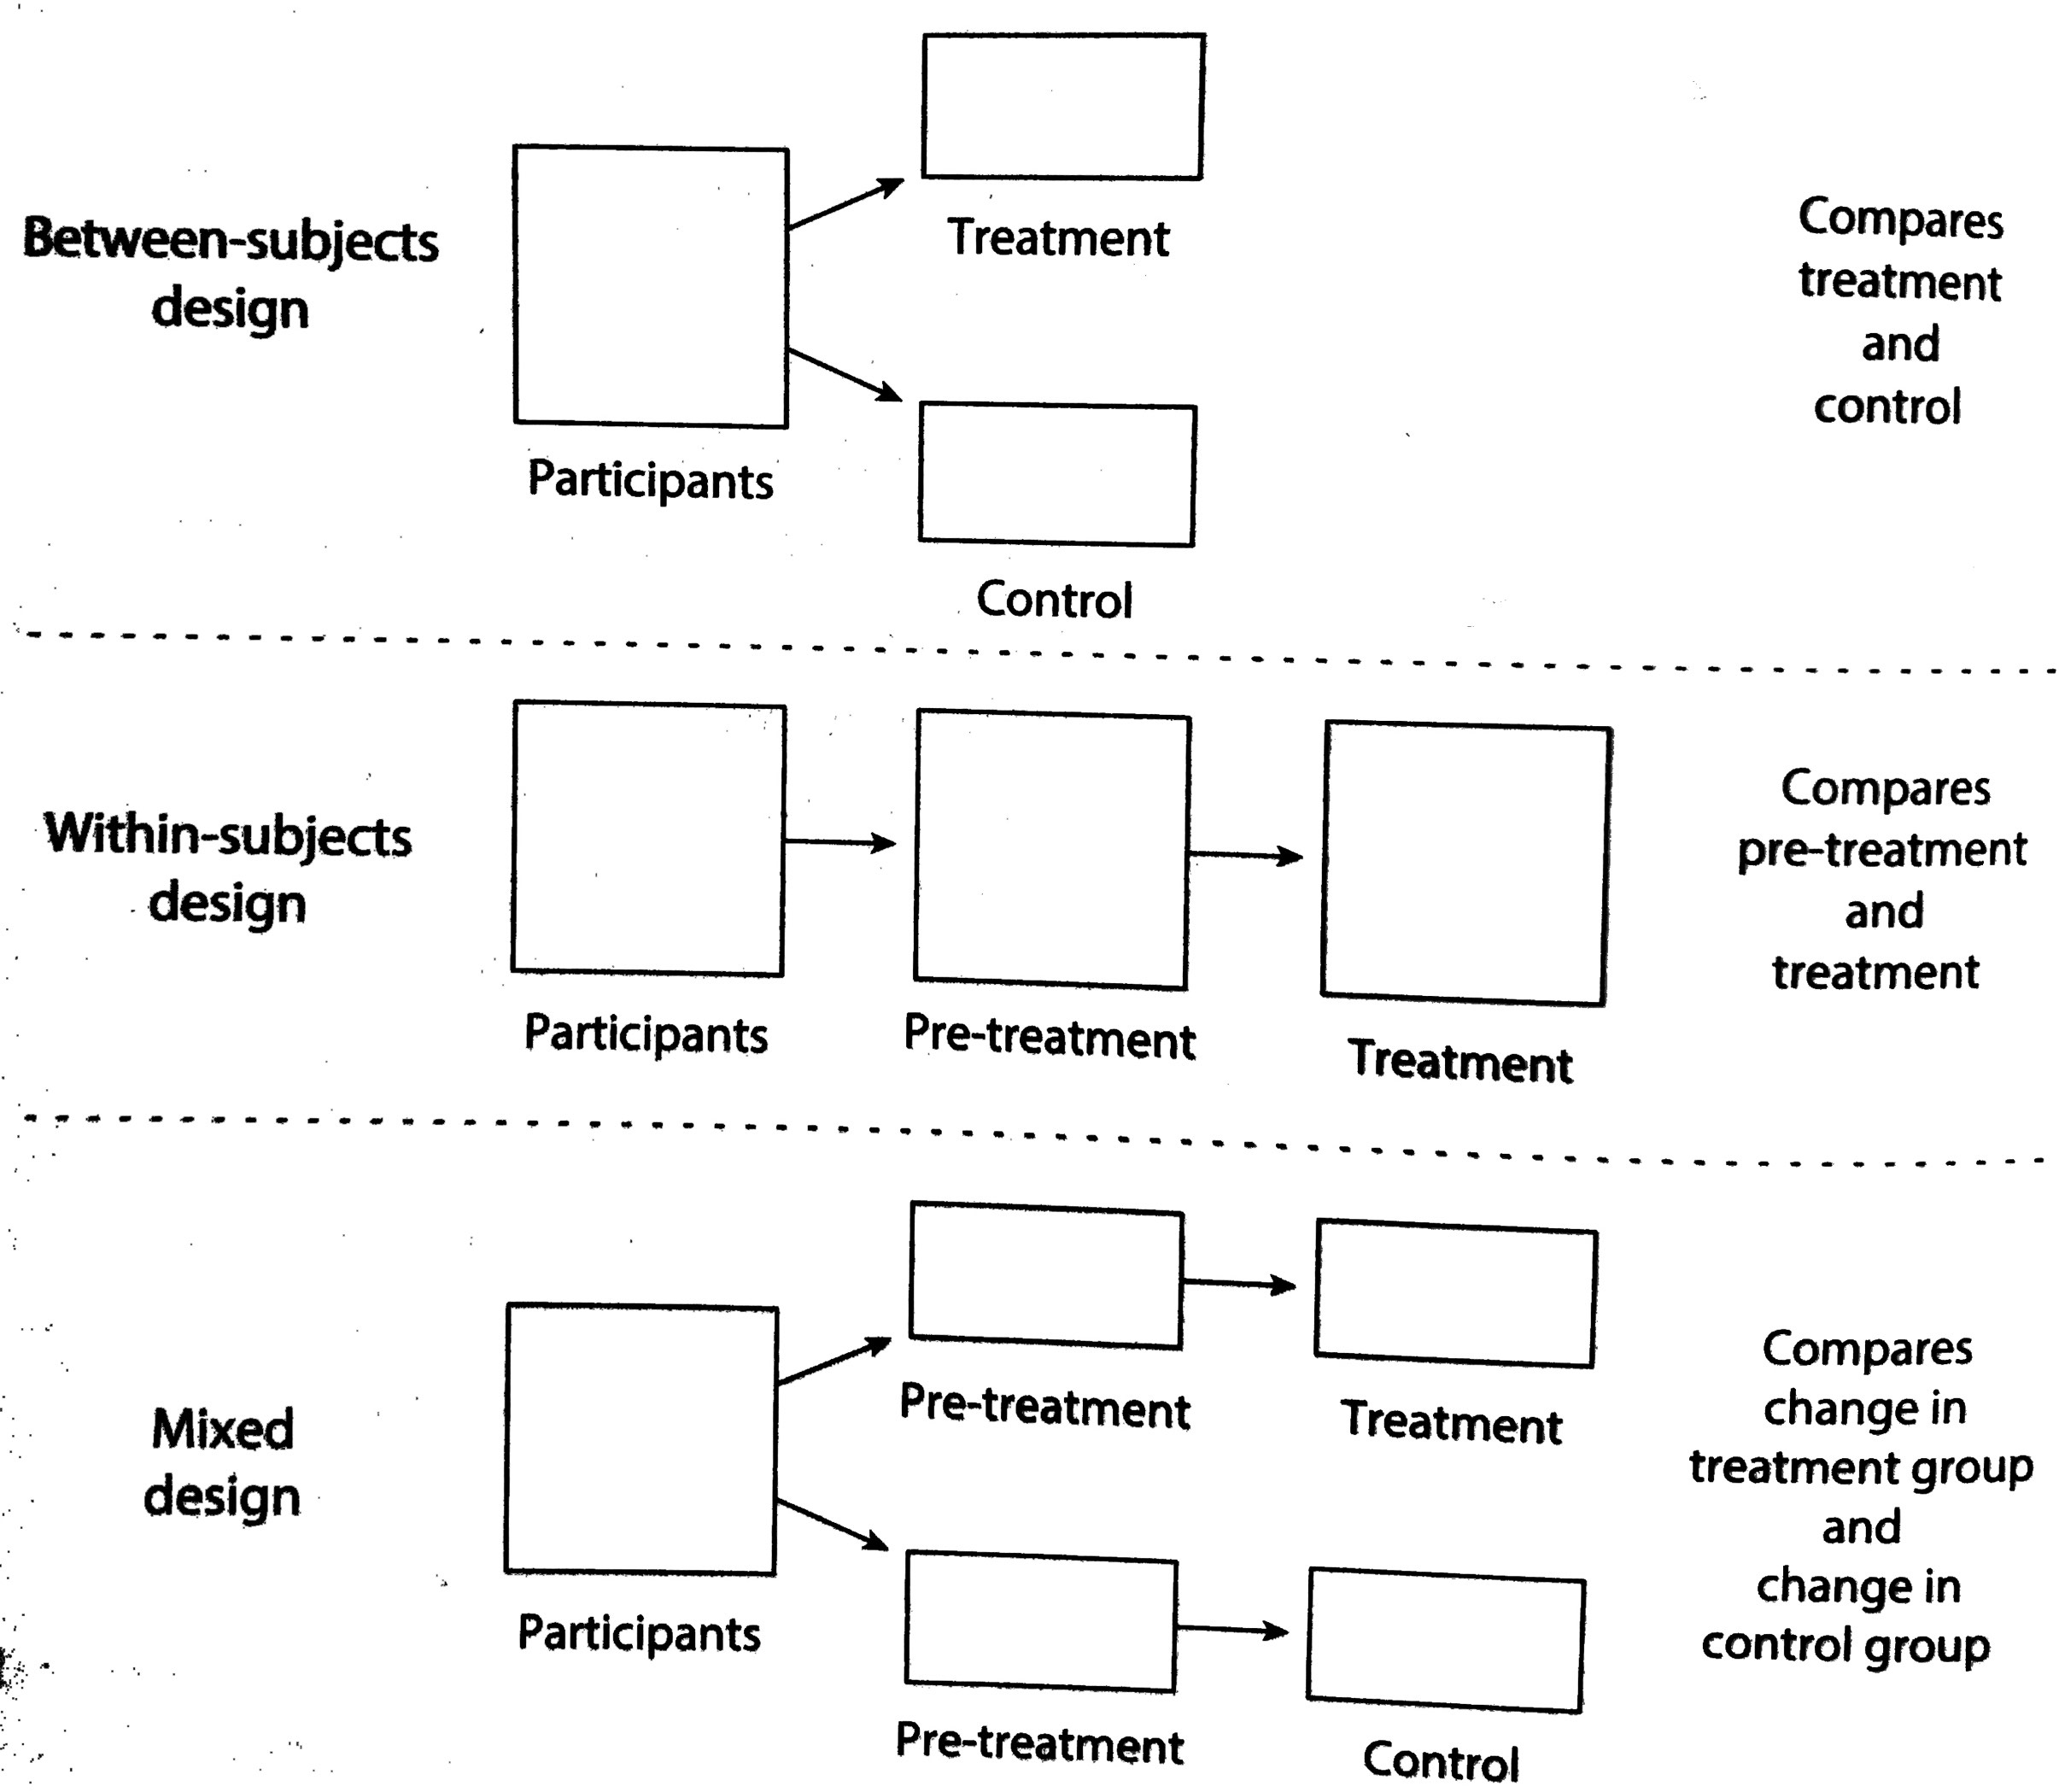 Between-subjects
design
Participants
Treatment
Control
Compares
treatment
and
control
Within-subjects
design
Participants
Pre-treatment
Treatment
Compares
pre-treatment
and
treatment
Mixed
design
Participants
Pre-treatment
Treatment
Pre-treatment
Control
Compares
change in
treatment group
and
change in
control group